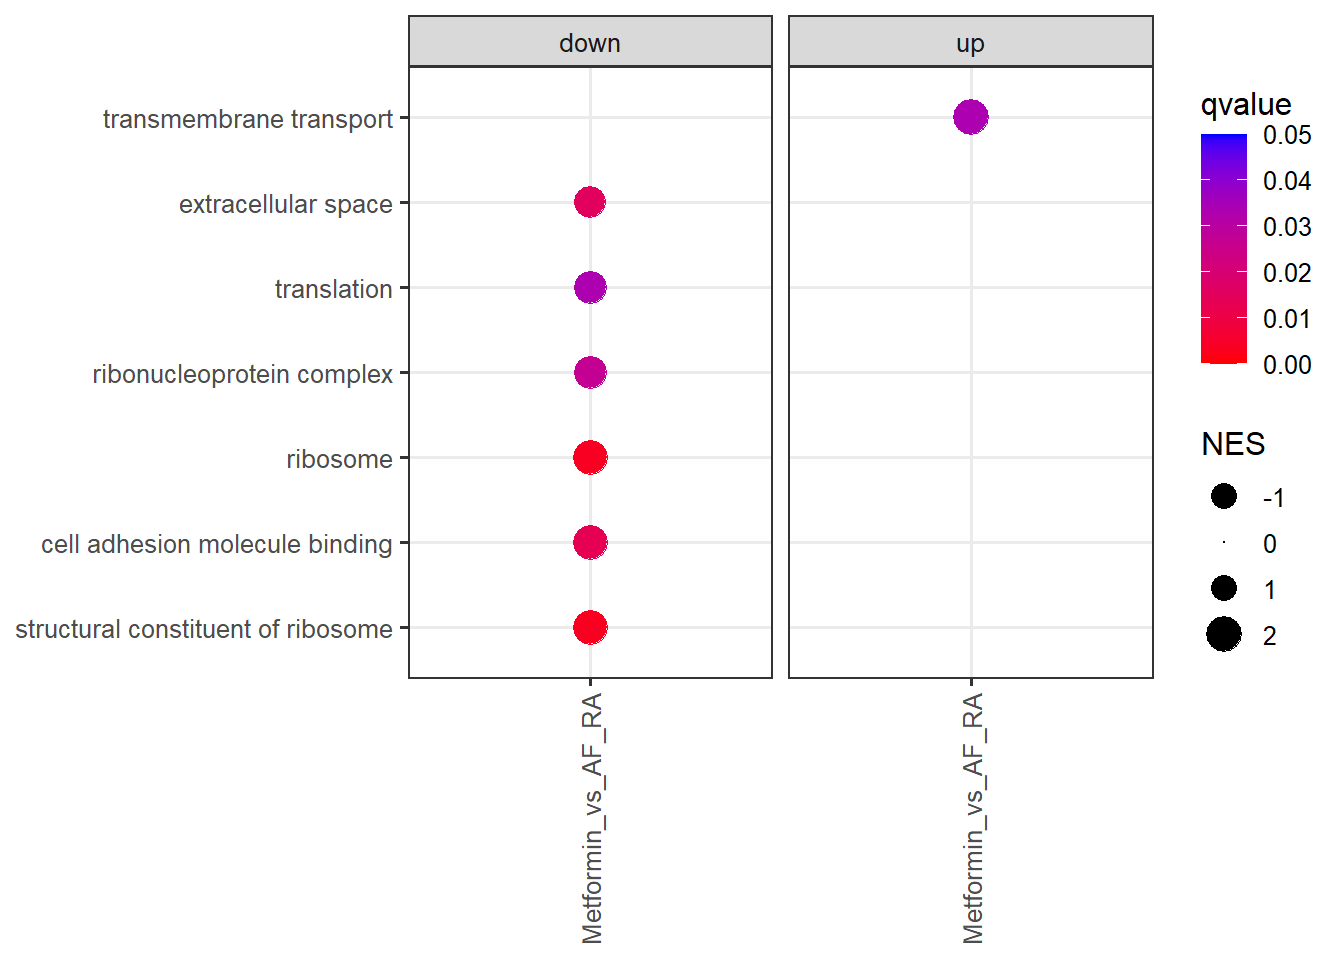 down
up
transmembrane transport
extracellular space
translation
ribonucleoprotein complex
ribosome
cell adhesion molecule binding
structural constituent of ribosome
Metformin_vs_AF_RA
Metformin_vs_AF_RA
qvalue
0.05
0.04
0.03
0.02
0.01
0.00
NES
-1
0
1
2